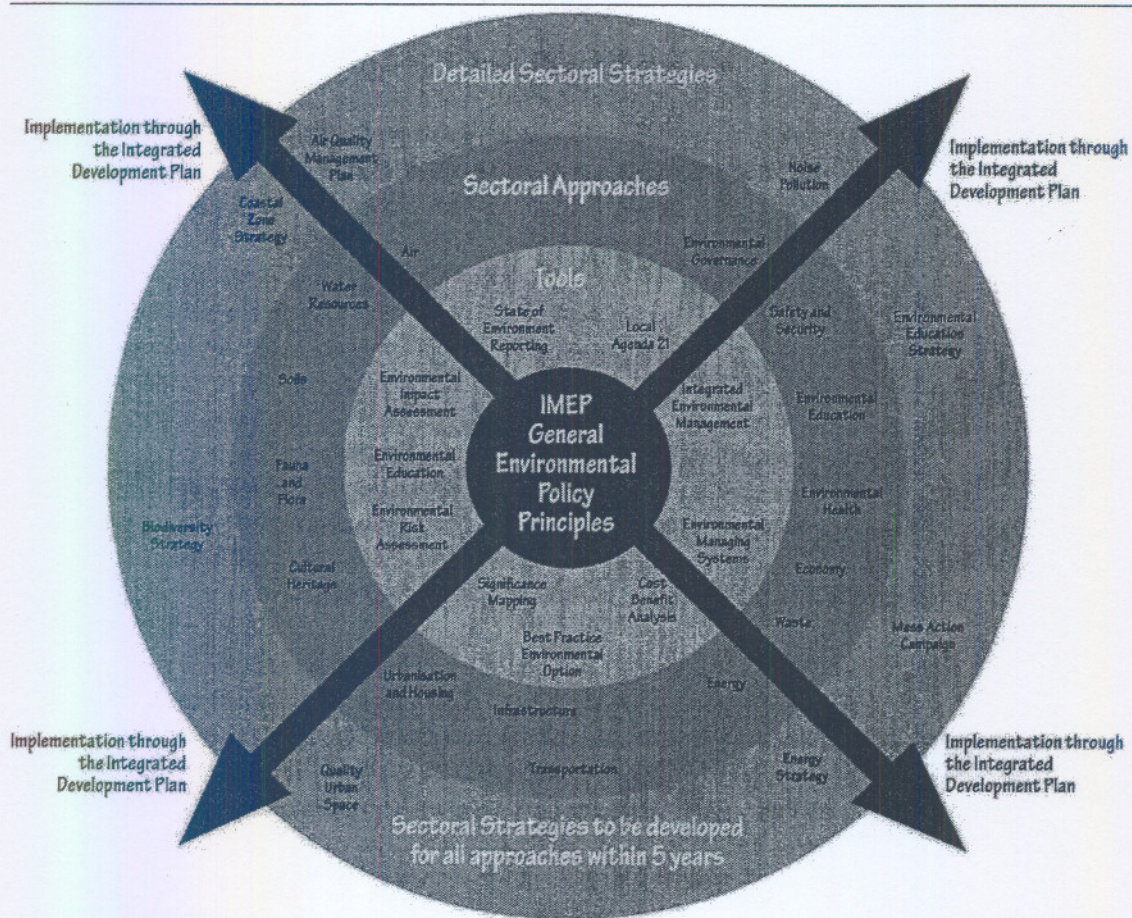 Detailed Sectoral Strategies
Implementation through
the Integrated
Development Plan
Air Quality
Management
Plan
Noise
Pollution
Implementation through
the Integrated
Development Plan
Sectoral Approaches
Coastal
Zone
Strategy
Air
Environmental
Governance
Water
Resources
Tools
Safety and
Security
Environmental
Education
Strategy
State of
Environment
Reporting
Local
Agenda 21
Soils
Environmental
Impact
Assessment
Integrated
Environmental
Management
Environmental
Education
IMEP
General
Environmental
Policy
Principles
Fauna
and
Flora
Environmental
Education
Environmental
Health
Biodiversity
Strategy
Environmental
Risk
Assessment
Environmental
Managing
Systems
Cultural
Heritage
Economy
Significance
Mapping
Cost
Benefit
Analysis
Waste
Mass Action
Campaign
Best Practice
Environmental
Option
Urbanisation
and Housing
Energy
Infrastructure
Implementation through
the Integrated
Development Plan
Quality
Urban
Space
Transportation
Energy
Strategy
Implementation through
the Integrated
Development Plan
Sectoral Strategies to be developed
for all approaches within 5 years